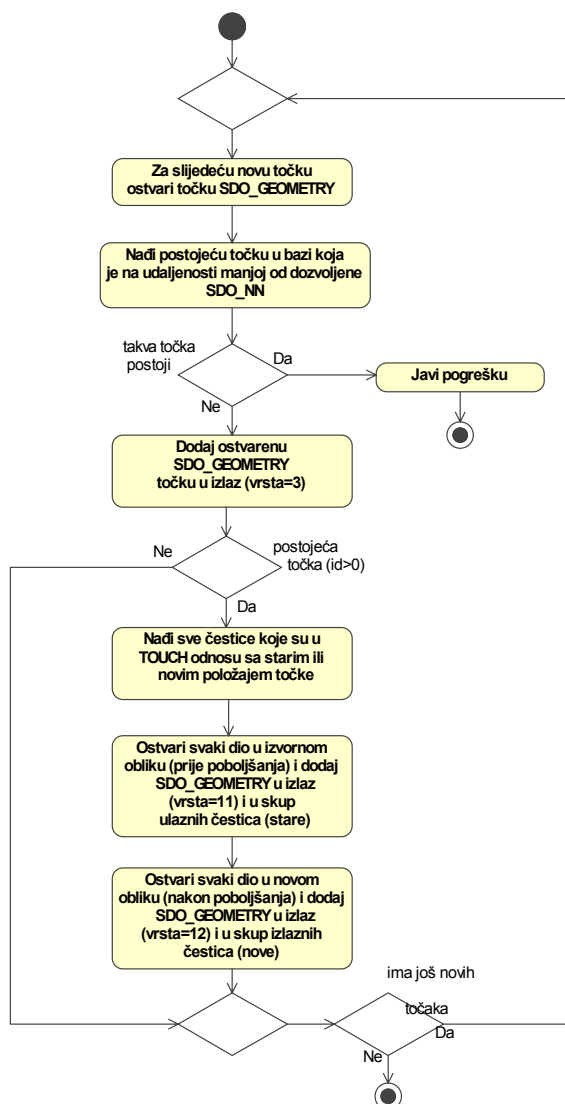 Za slijedeću novu točku
ostvari točku SDO_GEOMETRY
Nađi postojeću točku u bazi koja
je na udaljenosti manjoj od dozvoljene
SDO_NN
takva točka
postoji
Da
Javi pogrešku
Ne
Dodaj ostvarenu
SDO_GEOMETRY
točku u izlaz (vrsta=3)
Ne
postojeća
točka (id>0)
Da
Nađi sve čestice koje su u
TOUCH odnosu sa starim ili
novim položajem točke
Ostvari svaki dio u izvornom
obliku (prije poboljšanja) i dodaj
SDO_GEOMETRY u izlaz
(vrsta=11) i u skup
ulaznih čestica (stare)
Ostvari svaki dio u novom
obliku (nakon poboljšanja) i dodaj
SDO_GEOMETRY u izlaz
(vrsta=12) i u skup izlaznih
čestica (nove)
ima još novih
točaka
Da
Ne